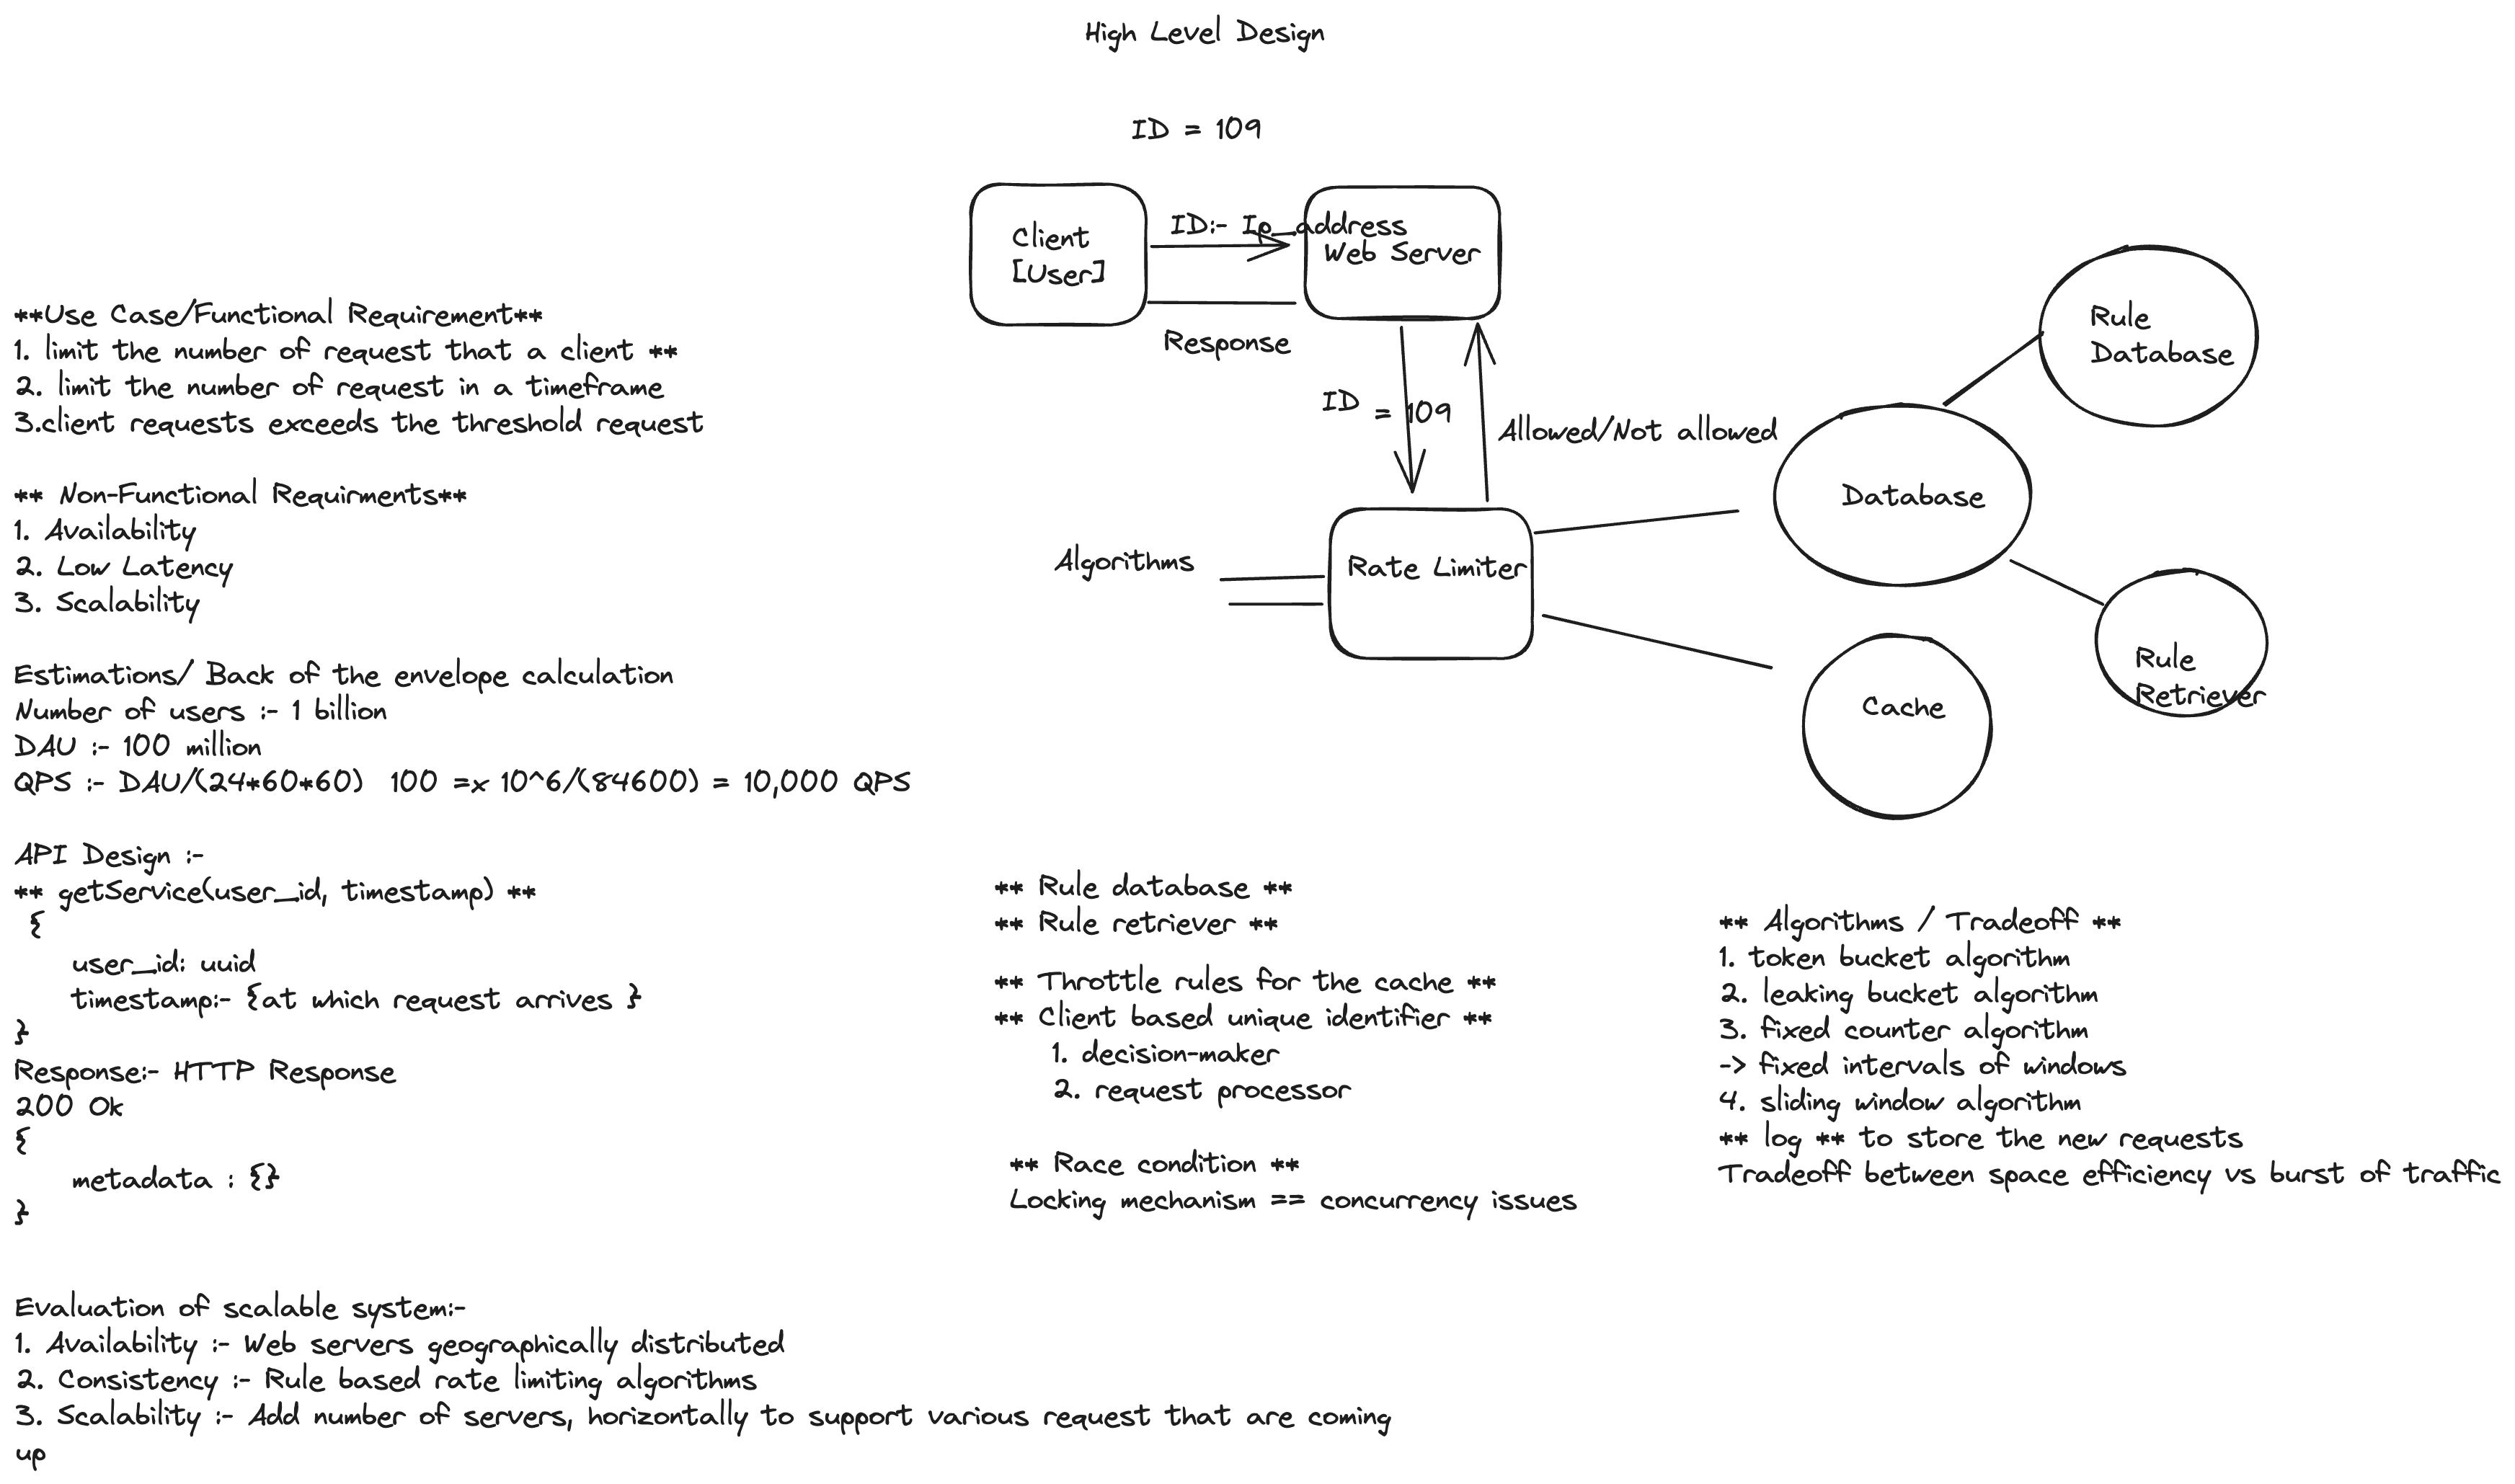 High Level Design
ID = 109
Client
[User]
ID:- Ip_address
Web Server
Response
ID = 109
Allowed/Not allowed
Rate Limiter
Algorithms
Database
Rule
Database
Rule
Retriever
Cache
**Use Case/Functional Requirement**
1. limit the number of request that a client **
2. limit the number of request in a timeframe
3.client requests exceeds the threshold request
** Non-Functional Requirments**
1. Availability
2. Low Latency
3. Scalability
Estimations/ Back of the envelope calculation
Number of users :- 1 billion
DAU :- 100 million
QPS :- DAU/(24*60*60)  100 =x 10^6/(84600) = 10,000 QPS
API Design :-
** getService(user_id, timestamp) **
{
user_id: uuid
timestamp:- {at which request arrives }
}
Response:- HTTP Response
200 Ok
{
metadata : {}
}
Evaluation of scalable system:-
1. Availability :- Web servers geographically distributed
2. Consistency :- Rule based rate limiting algorithms
3. Scalability :- Add number of servers, horizontally to support various request that are coming
up
** Rule database **
** Rule retriever **
** Throttle rules for the cache **
** Client based unique identifier **
1. decision-maker
2. request processor
** Race condition **
Locking mechanism == concurrency issues
** Algorithms / Tradeoff **
1. token bucket algorithm
2. leaking bucket algorithm
3. fixed counter algorithm
-> fixed intervals of windows
4. sliding window algorithm
** log ** to store the new requests
Tradeoff between space efficiency vs burst of traffic